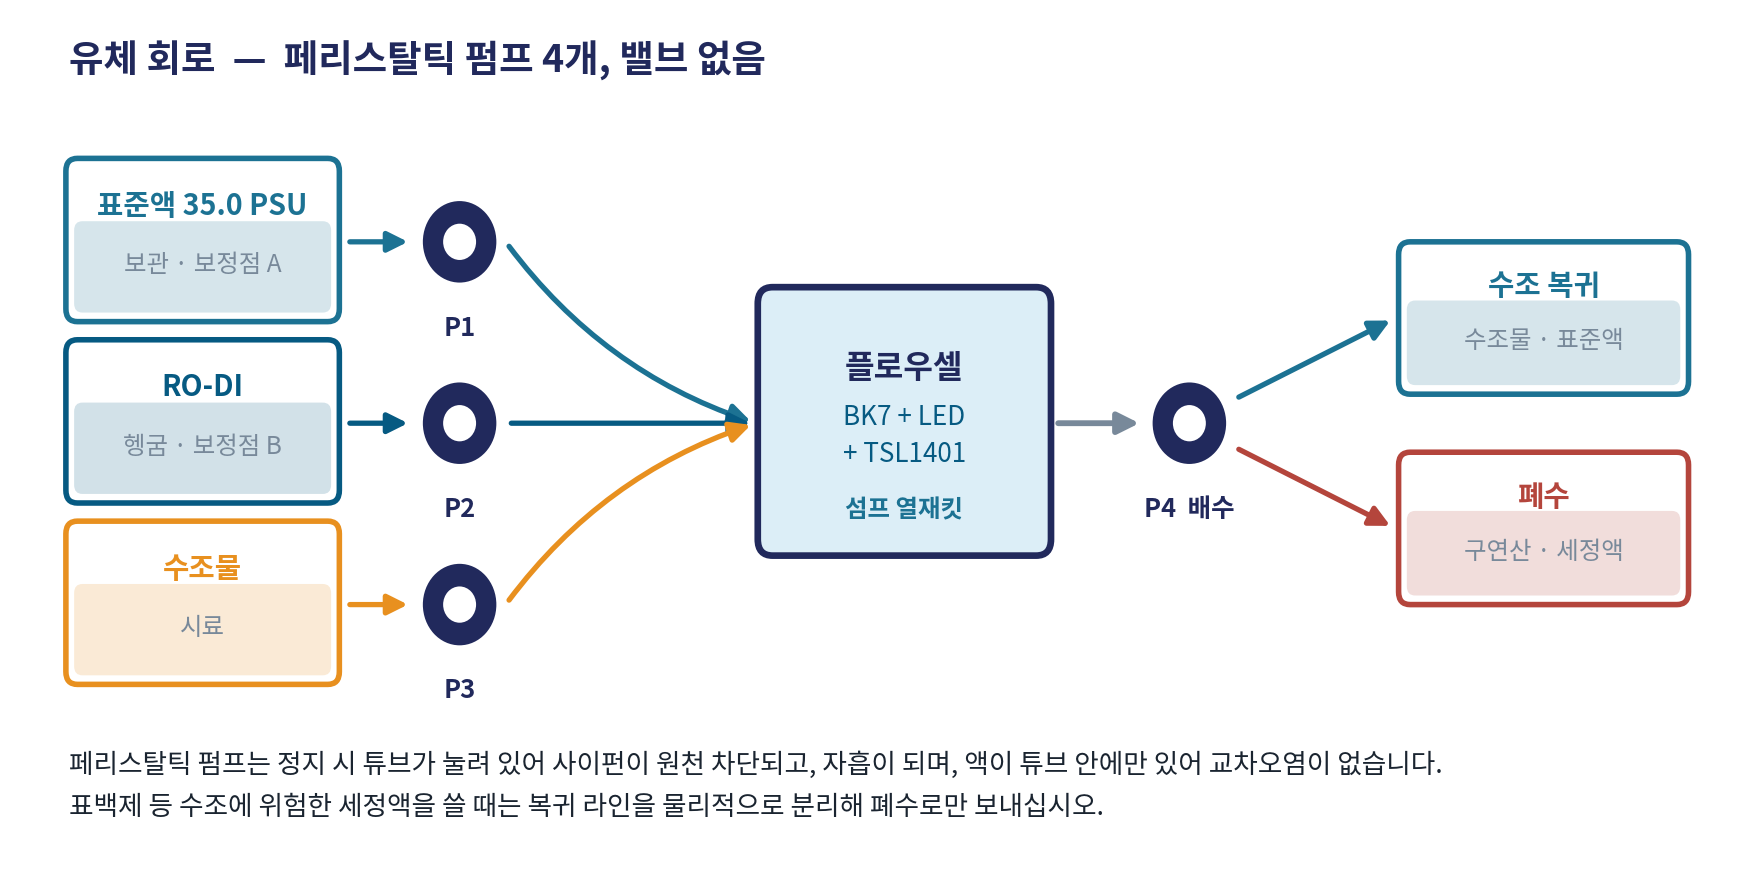 유체 회로 — 페리스탈틱 펌프 4개, 밸브 없음
표준액 35.0 PSU
보관 · 보정점 A
P1
RO-DI
헹굼 · 보정점 B
P2
수조물
시료
P3
플로우셀
BK7 + LED
+ TSL1401
섬프 열재킷
P4 배수
수조 복귀
수조물 · 표준액
폐수
구연산 · 세정액
페리스탈틱 펌프는 정지 시 튜브가 눌려 있어 사이펀이 원천 차단되고, 자흡이 되며, 액이 튜브 안에만 있어 교차오염이 없습니다.
표백제 등 수조에 위험한 세정액을 쓸 때는 복귀 라인을 물리적으로 분리해 폐수로만 보내십시오.